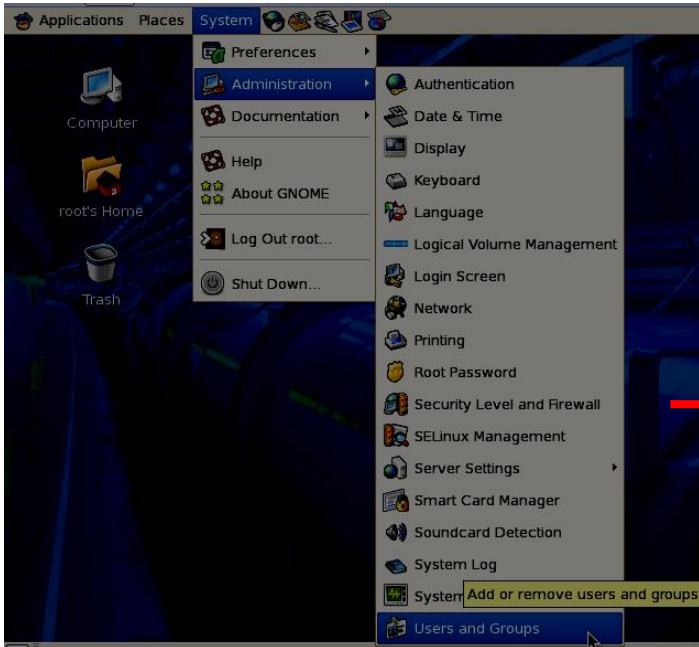 Applications Places System
Preferences
Administration
Documentation
Help
About GNOME
Log Out root...
Shut Down...
Computer
root's Home
Trash
Authentication
Date & Time
Display
Keyboard
Language
Logical Volume Management
Login Screen
Network
Printing
Root Password
Security Level and Firewall
SELinux Management
Server Settings
Smart Card Manager
Soundcard Detection
System Log
System
Add or remove users and groups
Users and Groups